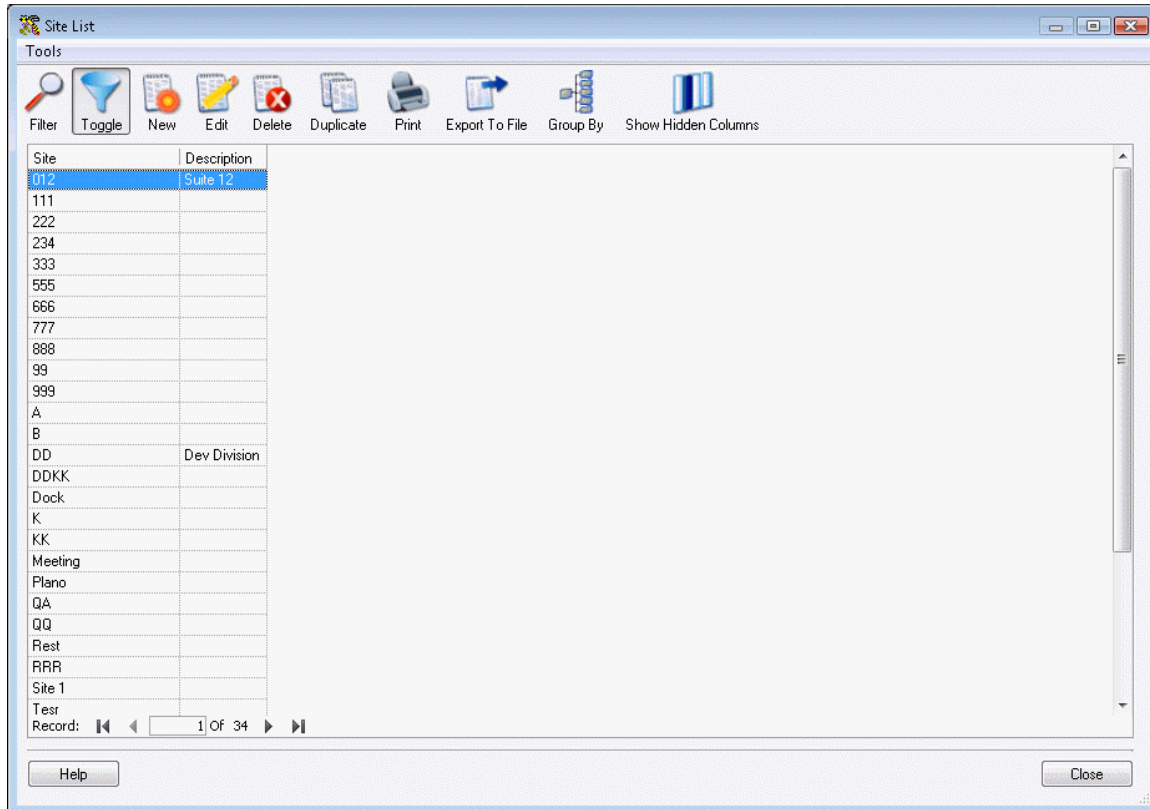 Site List
Tools
Filter Toggle New Edit Delete Duplicate Print Export To File Group By Show Hidden Columns
Site Description
012 Suite 12
111
222
234
333
555
666
777
888
99
999
A
B
DD Dev Division
DDKK
Dock
K
KK
Meeting
Plano
QA
QQ
Rest
RRR
Site 1
Tesr
Record: 1 Of 34
Help Close